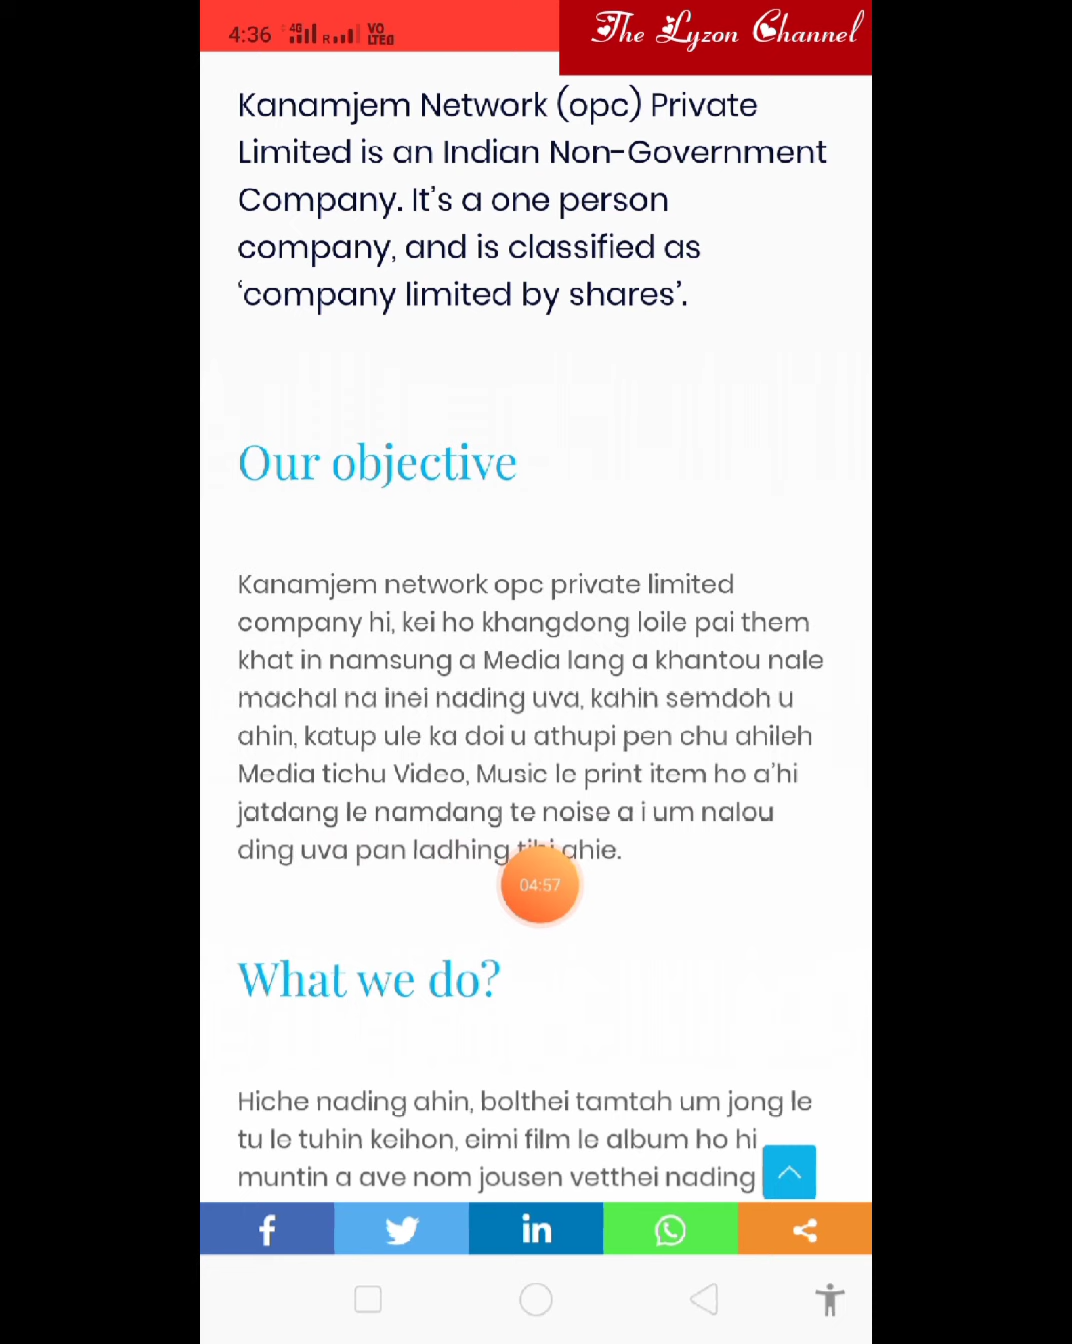 4:36 4G R VO LTE
The Lyzon Channel
Kanamjem Network (opc) Private
Limited is an Indian Non-Government
Company. It's a one person
company, and is classified as
‘company limited by shares’.
Our objective
Kanamjem network opc private limited
company hi, kei ho khangdong loile pai them
khat in namsung a Media lang a khantou nale
machal na inei nading uva, kahin semdoh u
ahin, katup ule ka doi u athupi pen chu ahileh
Media tichu Video, Music le print item ho a'hi
jatdang le namdang te noise a i um nalou
ding uva pan ladhing ahie.
04:57
What we do?
Hiche nading ahin, bolthei tamtah um jong le
tu le tuhin keihon, eimi film le album ho hi
muntin a ave nom jousen vetthei nading
f in